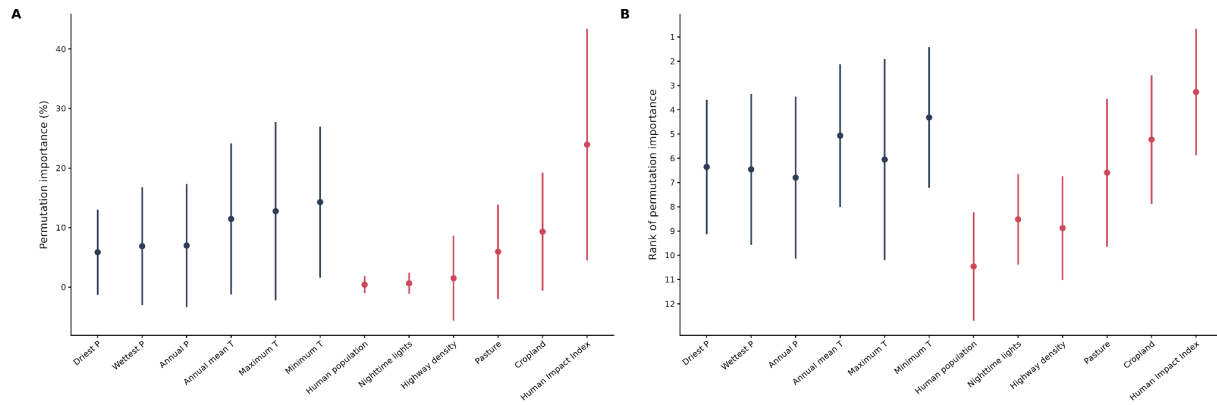 A
Permutation importance (%)
40
30
20
10
0
Driest P
Wettest P
Annual P
Annual mean T
Maximum T
Minimum T
Human population
Nighttime lights
Highway density
Pasture
Cropland
Human Impact Index
B
Rank of permutation importance
1
2
3
4
5
6
7
8
9
10
11
12
Driest P
Wettest P
Annual P
Annual mean T
Maximum T
Minimum T
Human population
Nighttime lights
Highway density
Pasture
Cropland
Human Impact Index